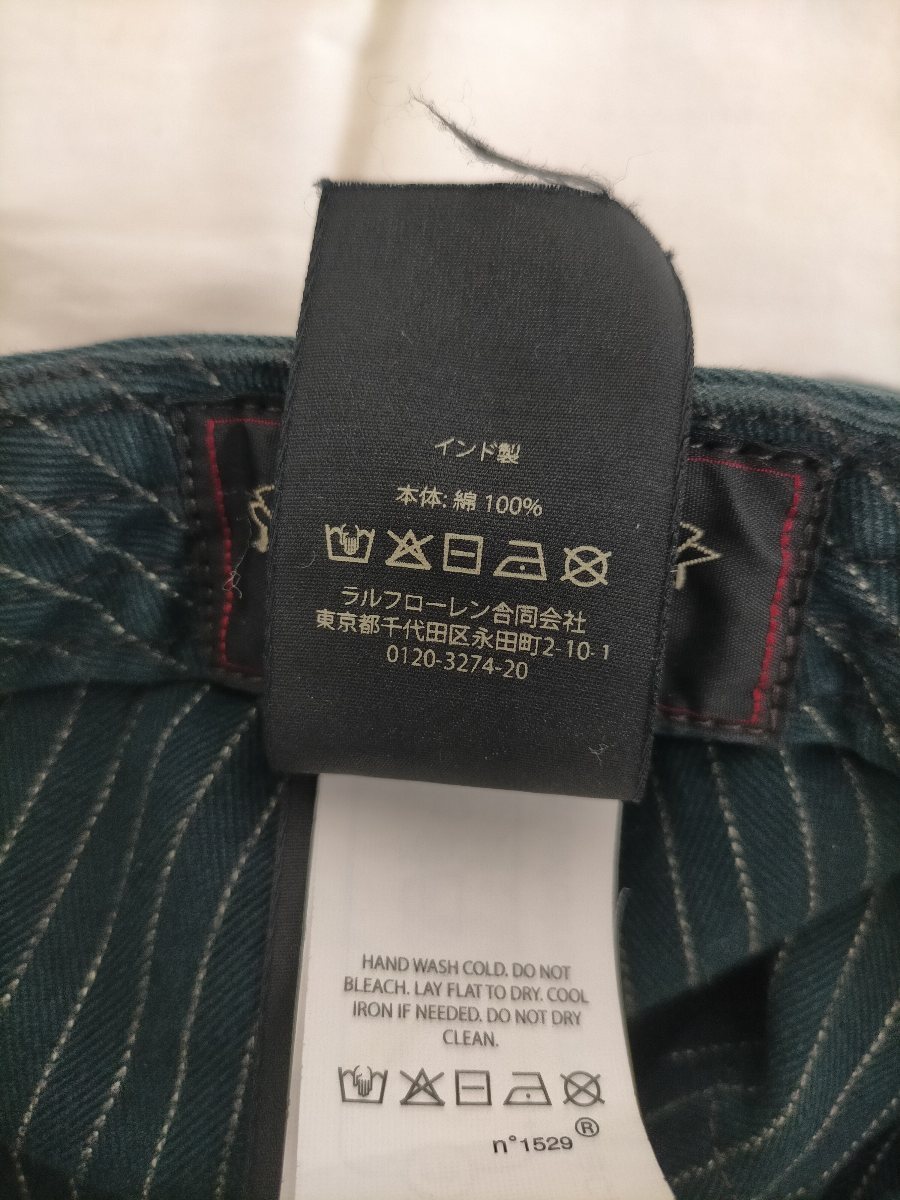 インド製
本体: 綿 100%
ラルフローレン合同会社
東京都千代田区永田町2-10-1
0120-3274-20
HAND WASH COLD. DO NOT
BLEACH. LAY FLAT TO DRY. COOL
IRON IF NEEDED. DO NOT DRY
CLEAN.
n°1529 ®